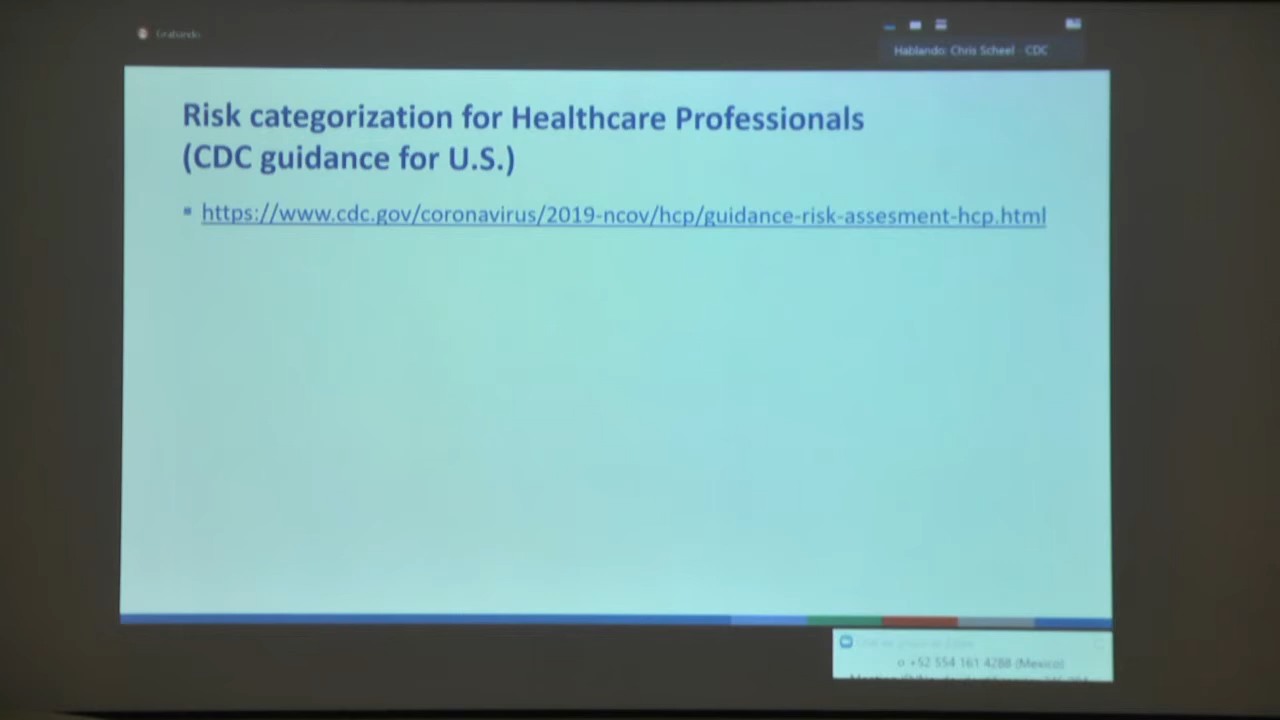 Grabando
Hablando: Chris Scheel - CDC
Risk categorization for Healthcare Professionals
(CDC guidance for U.S.)
https://www.cdc.gov/coronavirus/2019-ncov/hcp/guidance-risk-assesment-hcp.html
o +52 554 161 4288 (Mexico)